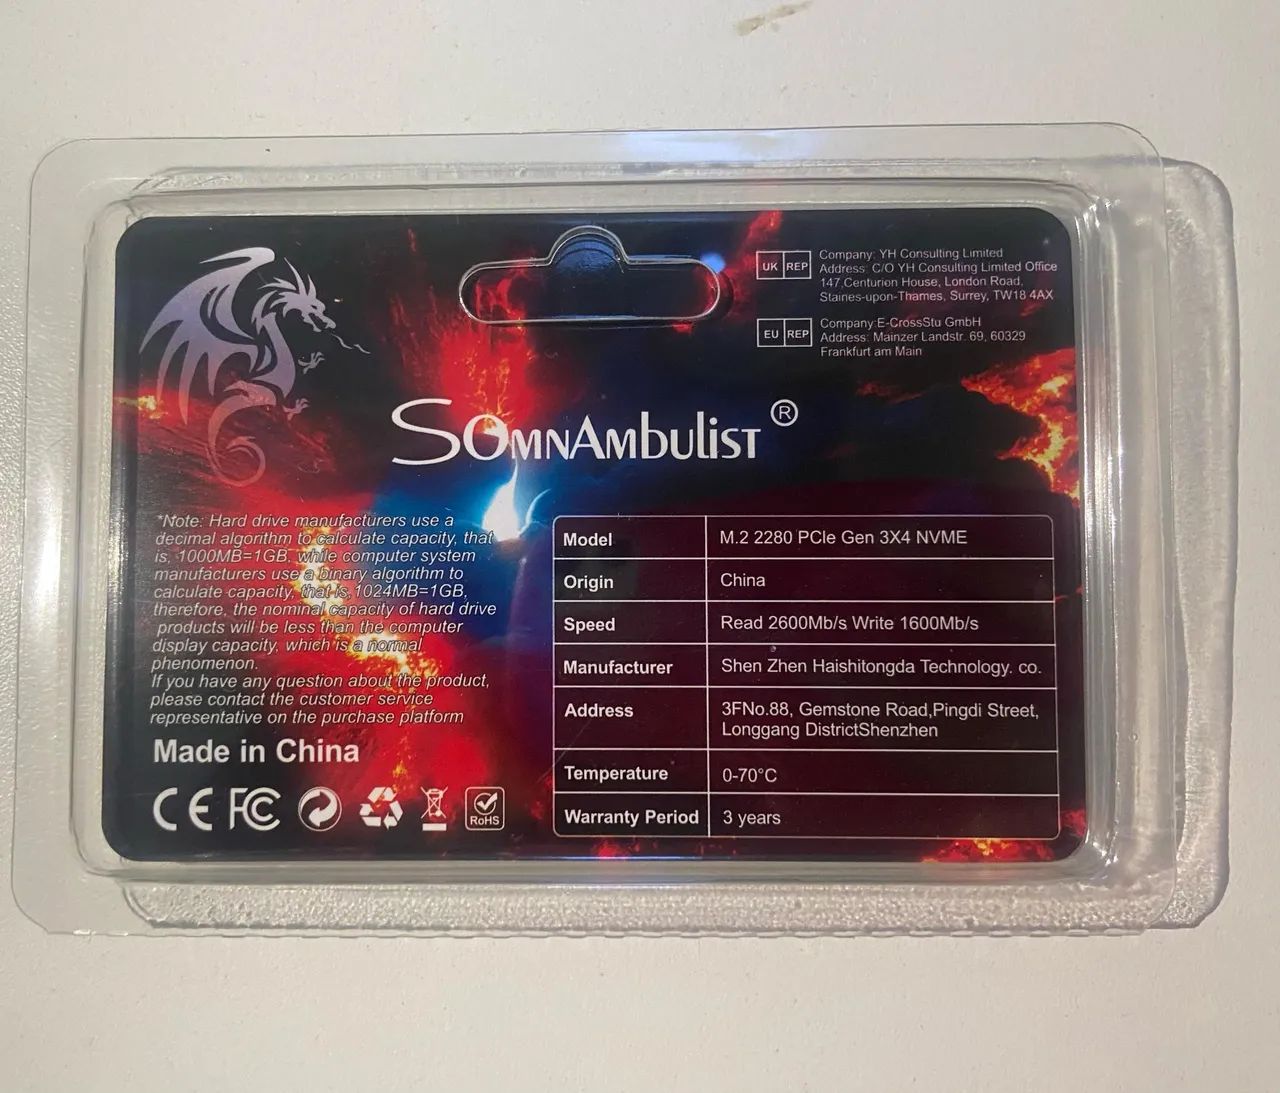 UK REP
Company: YH Consulting Limited
Address: C/O YH Consulting Limited Office
147,Centurion House, London Road,
Staines-upon-Thames, Surrey, TW18 4AX
EU REP
Company:E-CrossStu GmbH
Address: Mainzer Landstr. 69, 60329
Frankfurt am Main
SOmnAmbulist ®
*Note: Hard drive manufacturers use a
decimal algorithm to calculate capacity, that
is, 1000MB=1GB, while computer system
manufacturers use a binary algorithm to
calculate capacity, that is,1024MB=1GB,
therefore, the nominal capacity of hard drive
products will be less than the computer
display capacity, which is a normal
phenomenon.
If you have any question about the product,
please contact the customer service
representative on the purchase platform
Made in China
CE FC RoHS
Model M.2 2280 PCIe Gen 3X4 NVME
Origin China
Speed Read 2600Mb/s Write 1600Mb/s
Manufacturer Shen Zhen Haishitongda Technology. co.
Address 3FNo.88, Gemstone Road,Pingdi Street,
Longgang DistrictShenzhen
Temperature 0-70°C
Warranty Period 3 years